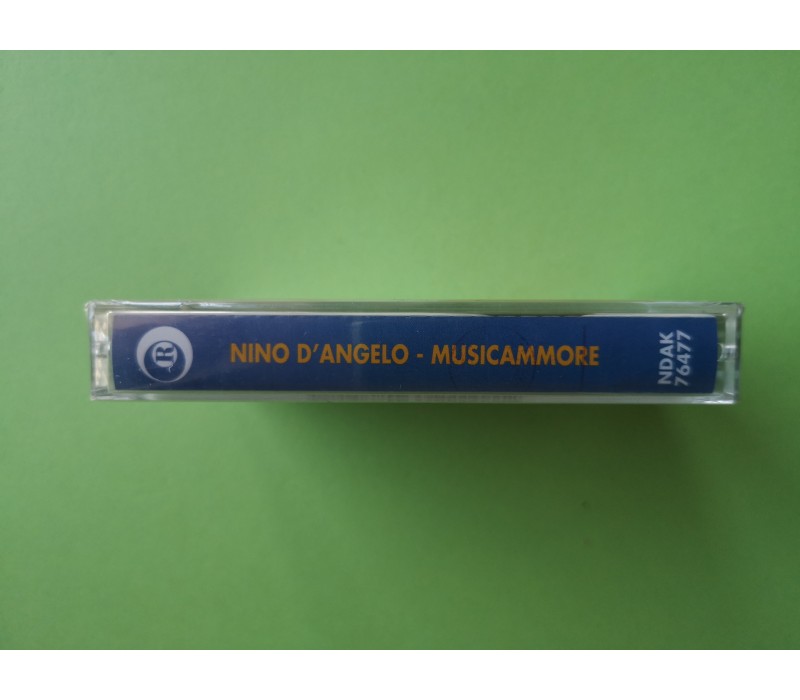 R
NINO D'ANGELO - MUSICAMMORE
NDAK
76477